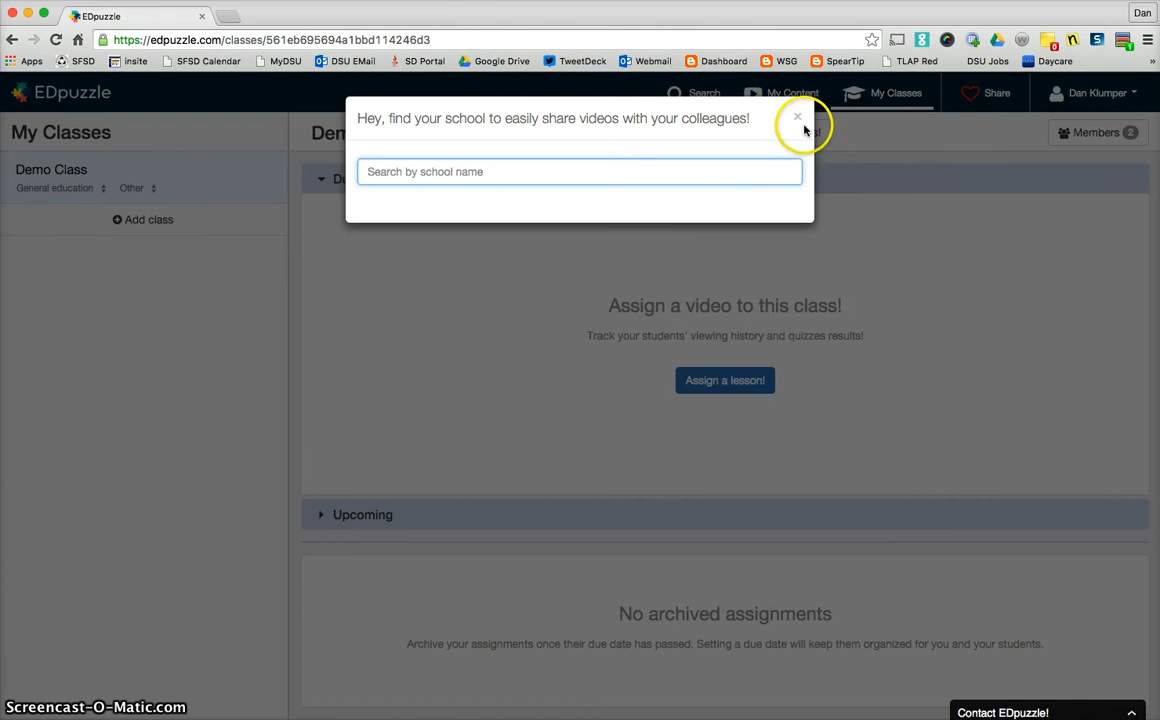 EDpuzzle
Dan
https://edpuzzle.com/classes/561eb695694a1bbd114246d3
Apps SFSD insite SFSD Calendar MyDSU DSU EMail SD Portal Google Drive TweetDeck Webmail Dashboard WSG SpearTip TLAP Red DSU Jobs Daycare »
EDpuzzle Search My Content My Classes Share Dan Klumper
Hey, find your school to easily share videos with your colleagues!
My Classes
Members 2
Demo Class
General education Other
Search by school name
Add class
Assign a video to this class!
Track your students' viewing history and quizzes results!
Assign a lesson!
Upcoming
No archived assignments
Archive your assignments once their due date has passed. Setting a due date will keep them organized for you and your students.
Screencast-O-Matic.com
Contact EDpuzzle!